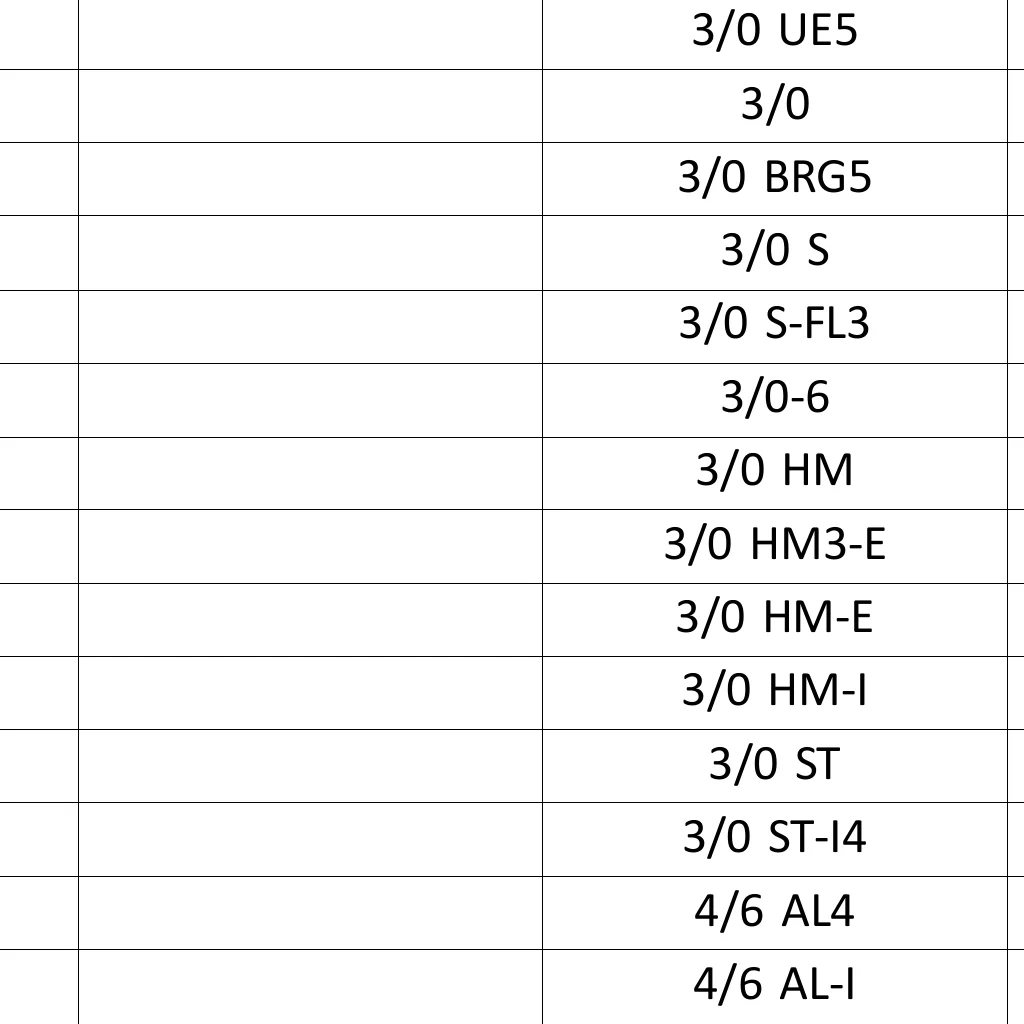 3/0 UE5
3/0
3/0 BRG5
3/0 S
3/0 S-FL3
3/0-6
3/0 HM
3/0 HM3-E
3/0 HM-E
3/0 HM-I
3/0 ST
3/0 ST-I4
4/6 AL4
4/6 AL-I